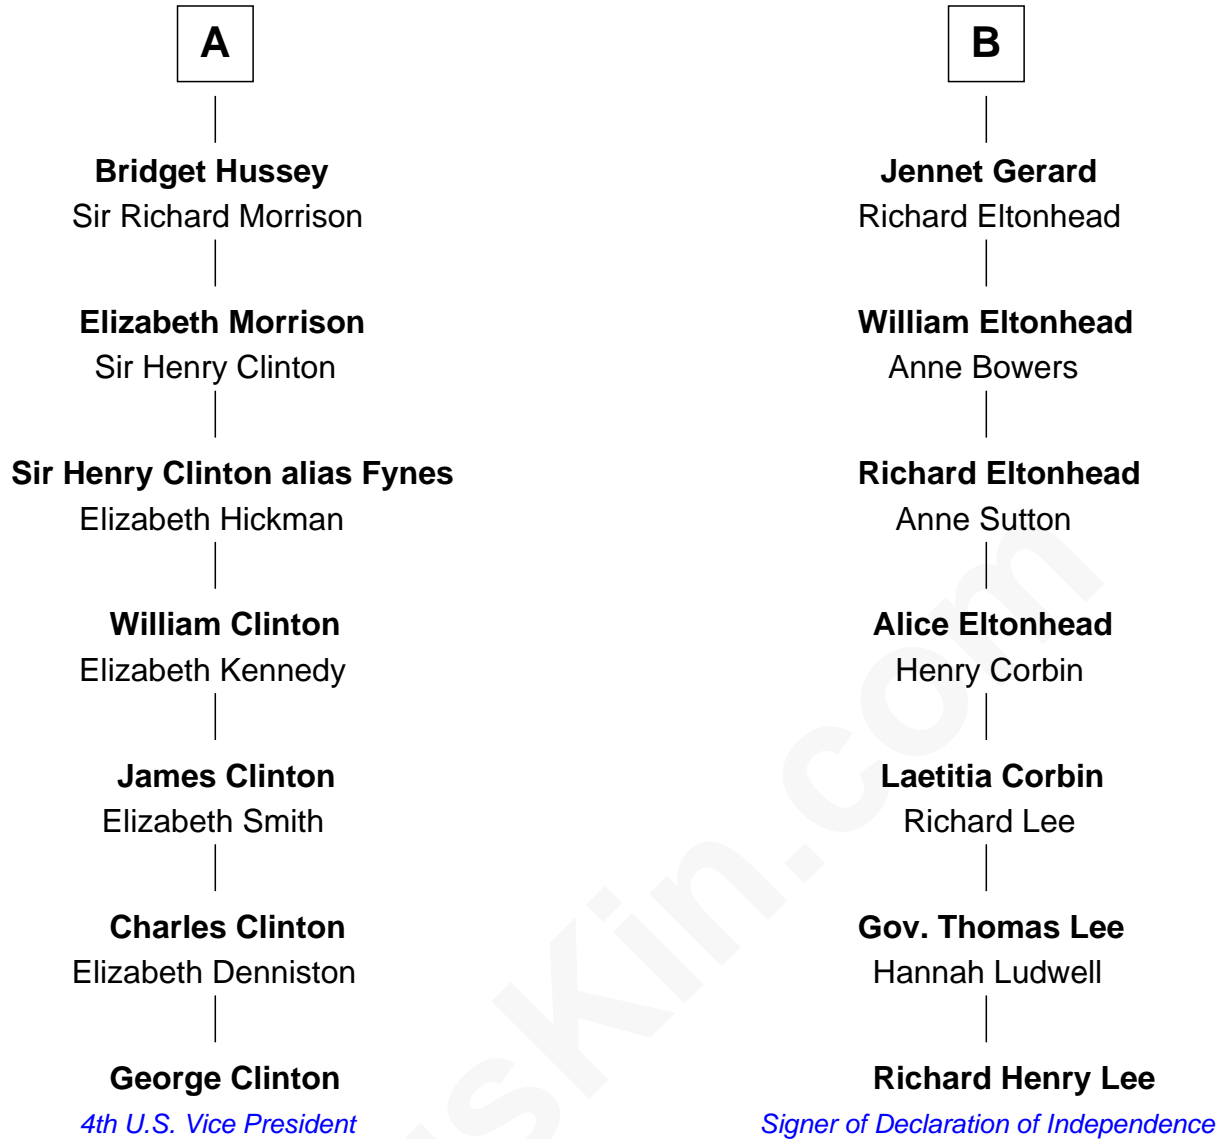 A
Bridget Hussey
Sir Richard Morrison
Elizabeth Morrison
Sir Henry Clinton
Sir Henry Clinton alias Fynes
Elizabeth Hickman
William Clinton
Elizabeth Kennedy
James Clinton
Elizabeth Smith
Charles Clinton
Elizabeth Denniston
George Clinton
4th U.S. Vice President
B
Jennet Gerard
Richard Eltonhead
William Eltonhead
Anne Bowers
Richard Eltonhead
Anne Sutton
Alice Eltonhead
Henry Corbin
Laetitia Corbin
Richard Lee
Gov. Thomas Lee
Hannah Ludwell
Richard Henry Lee
Signer of Declaration of Independence